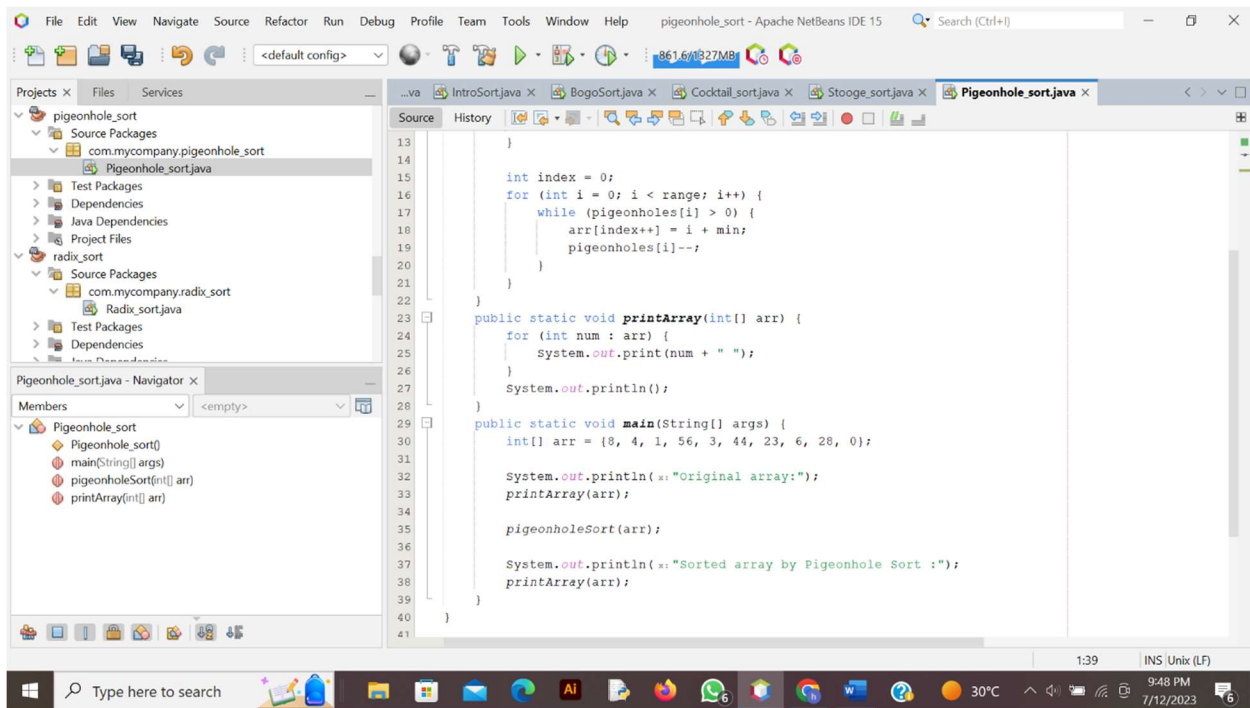 File Edit View Navigate Source Refactor Run Debug Profile Team Tools Window Help pigeonhole_sort - Apache NetBeans IDE 15 Search (Ctrl+I)
<default config> 861.6/1327MB
Projects Files Services
pigeonhole_sort
Source Packages
com.mycompany.pigeonhole_sort
Pigeonhole_sort.java
Test Packages
Dependencies
Java Dependencies
Project Files
radix_sort
Source Packages
com.mycompany.radix_sort
Radix_sort.java
Test Packages
Dependencies
Java Dependencies
Pigeonhole_sort.java - Navigator
Members <empty>
Pigeonhole_sort
Pigeonhole_sort()
main(String[] args)
pigeonholeSort(int[] arr)
printArray(int[] arr)
...va IntroSort.java BogoSort.java Cocktail_sort.java Stooge_sort.java Pigeonhole_sort.java
Source History
13 }
14
15 int index = 0;
16 for (int i = 0; i < range; i++) {
17 while (pigeonholes[i] > 0) {
18 arr[index++] = i + min;
19 pigeonholes[i]--;
20 }
21 }
22 }
23 public static void printArray(int[] arr) {
24 for (int num : arr) {
25 System.out.print(num + " ");
26 }
27 System.out.println();
28 }
29 public static void main(String[] args) {
30 int[] arr = {8, 4, 1, 56, 3, 44, 23, 6, 28, 0};
31
32 System.out.println( x: "Original array:");
33 printArray(arr);
34
35 pigeonholeSort(arr);
36
37 System.out.println( x: "Sorted array by Pigeonhole Sort :");
38 printArray(arr);
39 }
40 }
41
1:39 INS Unix (LF)
Type here to search
Ai
6
30°C
9:48 PM
7/12/2023
6